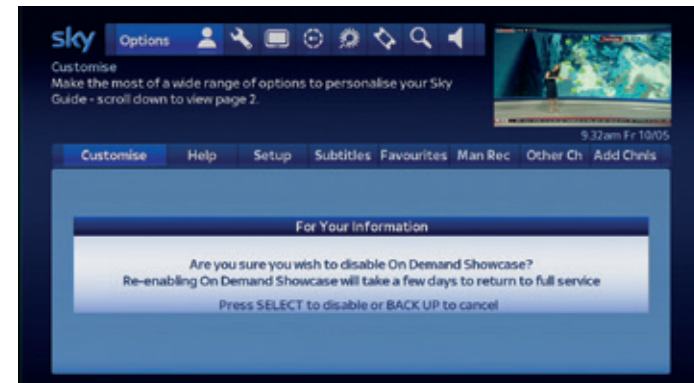 sky Options
Customise
Make the most of a wide range of options to personalise your Sky
Guide - scroll down to view page 2.
9.32am Fr 10/05
Customise Help Setup Subtitles Favourites Man Rec Other Ch Add Chnls
For Your Information
Are you sure you wish to disable On Demand Showcase?
Re-enabling On Demand Showcase will take a few days to return to full service
Press SELECT to disable or BACK UP to cancel